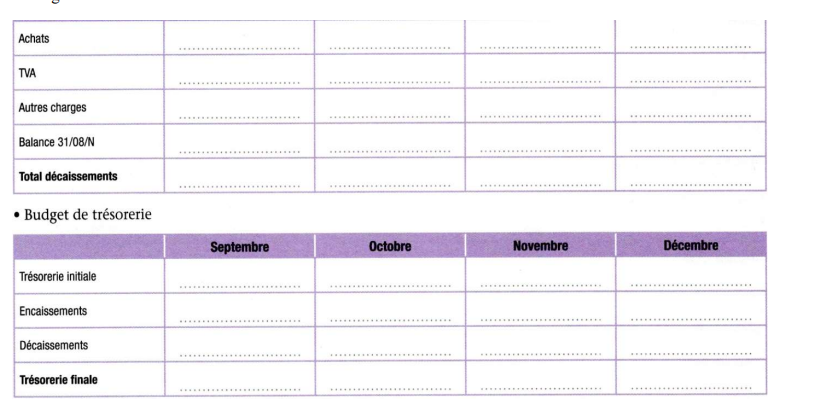 Achats
TVA
Autres charges
Balance 31/08/N
Total décaissements
• Budget de trésorerie
Septembre Octobre Novembre Décembre
Trésorerie initiale
Encaissements
Décaissements
Trésorerie finale